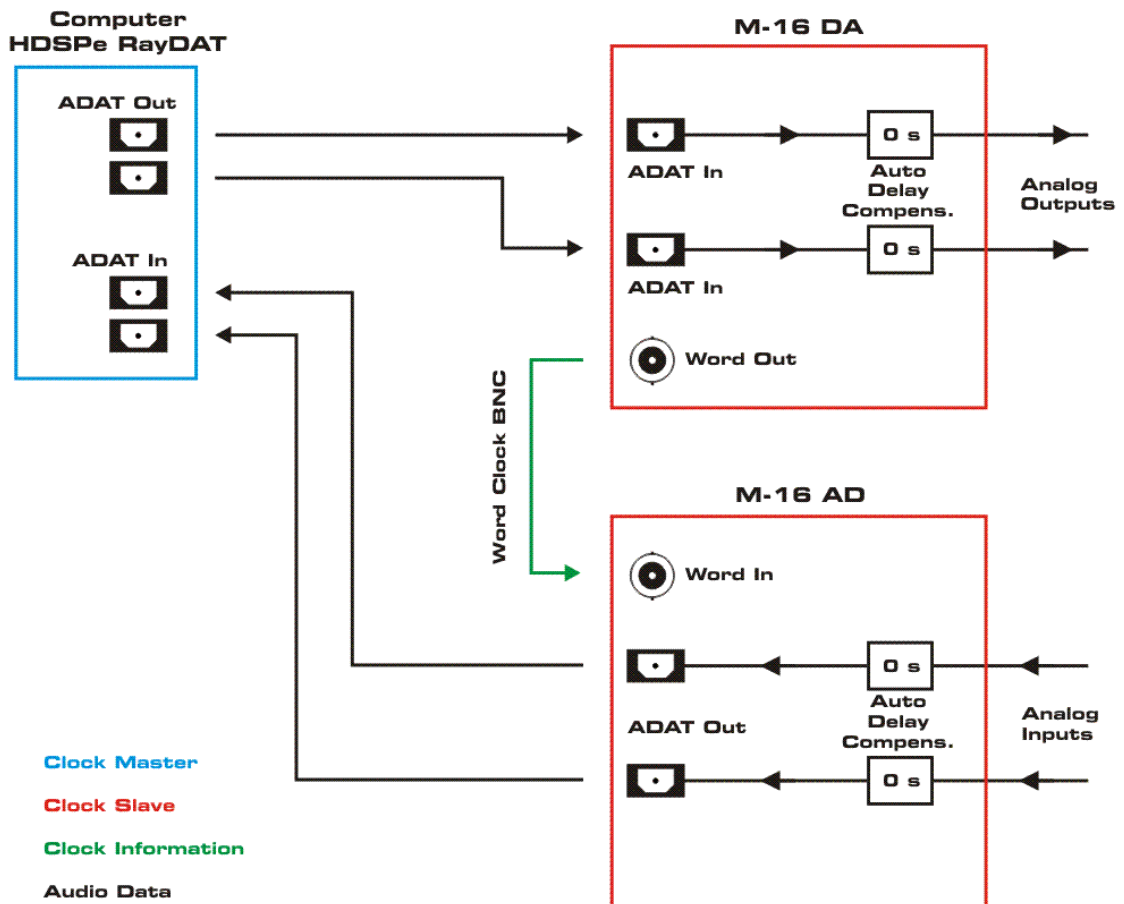 Computer
HDSPe RayDAT
ADAT Out
ADAT In
M-16 DA
ADAT In
0 s
Auto
Delay
Compens.
Analog
Outputs
0 s
ADAT In
Word Out
Word Clock BNC
M-16 AD
Word In
0 s
ADAT Out
Auto
Delay
Compens.
Analog
Inputs
0 s
Clock Master
Clock Slave
Clock Information
Audio Data